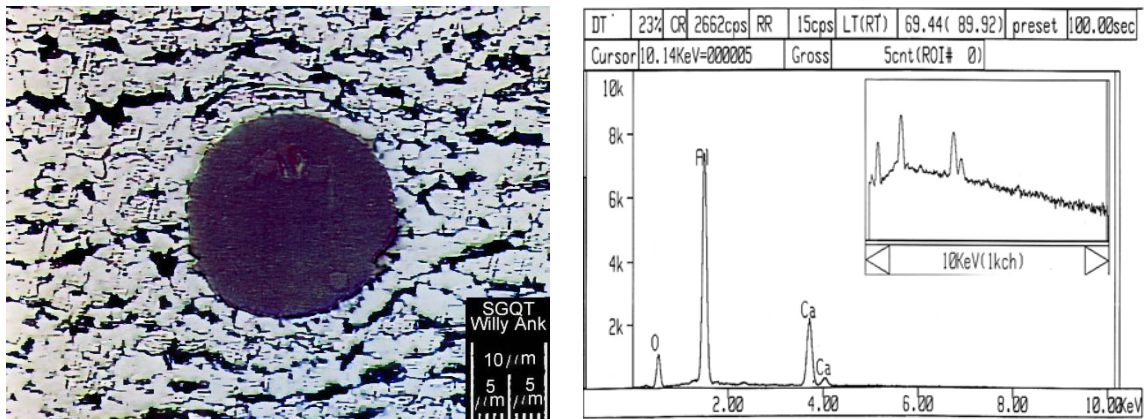 SGQT
Willy Ank
10 μm
5 5
μm μm
DT 23% CR 2662cps RR 15cps LT(RT) 69.44( 89.92) preset 100.00sec
Cursor 10.14KeV=000005 Gross 5cnt(ROI# 0)
10k
8k
6k
4k
2k
O
Al
Ca
Ca
10KeV(1kch)
2.00 4.00 6.00 8.00 10.00KeV